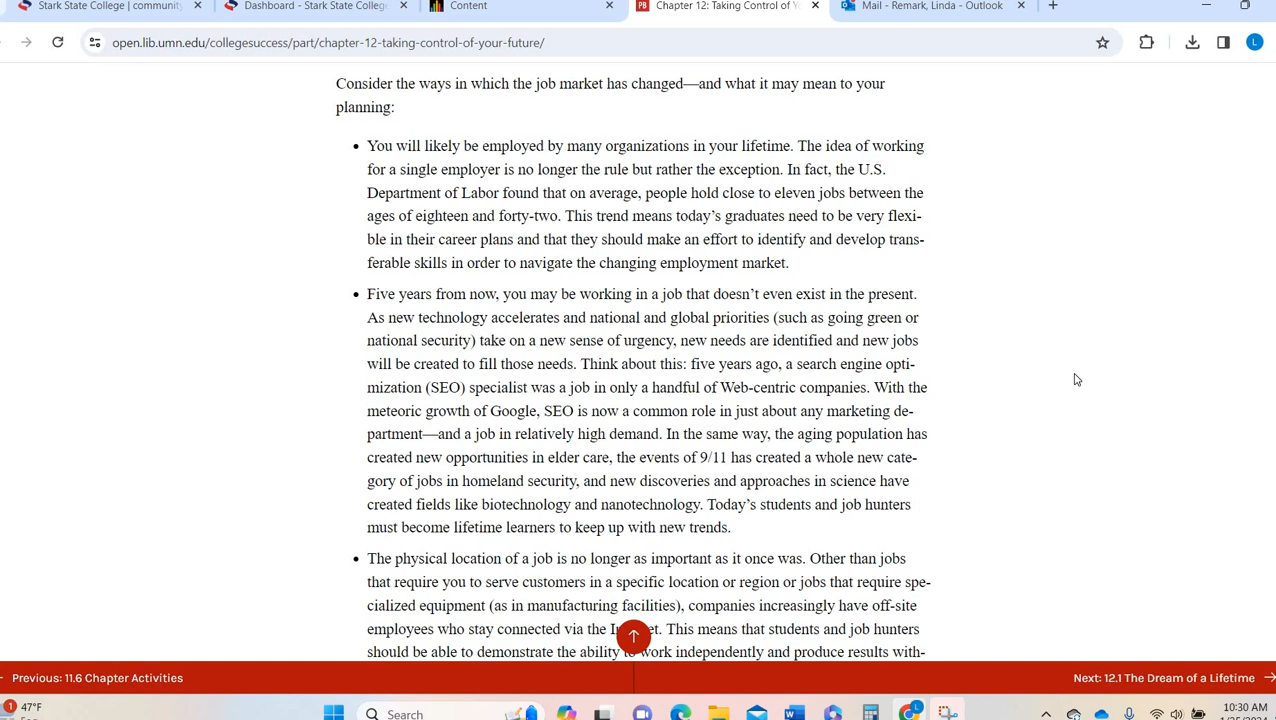 Stark State College | communit
Dashboard - Stark State College
Content
Chapter 12: Taking Control of Y
Mail - Remark, Linda - Outlook
open.lib.umn.edu/collegesuccess/part/chapter-12-taking-control-of-your-future/
L
Consider the ways in which the job market has changed—and what it may mean to your
planning:
• You will likely be employed by many organizations in your lifetime. The idea of working
for a single employer is no longer the rule but rather the exception. In fact, the U.S.
Department of Labor found that on average, people hold close to eleven jobs between the
ages of eighteen and forty-two. This trend means today’s graduates need to be very flexi-
ble in their career plans and that they should make an effort to identify and develop trans-
ferable skills in order to navigate the changing employment market.
• Five years from now, you may be working in a job that doesn’t even exist in the present.
As new technology accelerates and national and global priorities (such as going green or
national security) take on a new sense of urgency, new needs are identified and new jobs
will be created to fill those needs. Think about this: five years ago, a search engine opti-
mization (SEO) specialist was a job in only a handful of Web-centric companies. With the
meteoric growth of Google, SEO is now a common role in just about any marketing de-
partment—and a job in relatively high demand. In the same way, the aging population has
created new opportunities in elder care, the events of 9/11 has created a whole new cate-
gory of jobs in homeland security, and new discoveries and approaches in science have
created fields like biotechnology and nanotechnology. Today’s students and job hunters
must become lifetime learners to keep up with new trends.
• The physical location of a job is no longer as important as it once was. Other than jobs
that require you to serve customers in a specific location or region or jobs that require spe-
cialized equipment (as in manufacturing facilities), companies increasingly have off-site
employees who stay connected via the In et. This means that students and job hunters
should be able to demonstrate the ability to work independently and produce results with-
Previous: 11.6 Chapter Activities
Next: 12.1 The Dream of a Lifetime
1
47°F
Search
10:30 AM